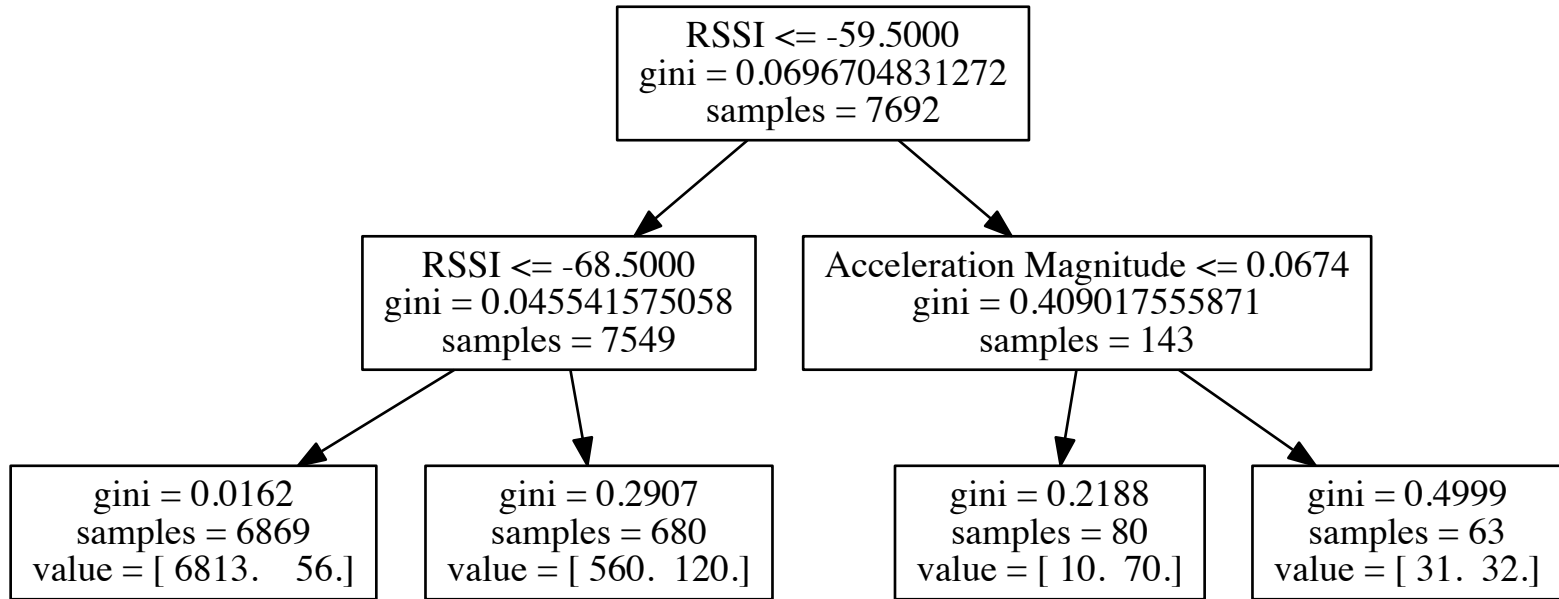 RSSI <= -59.5000
gini = 0.0696704831272
samples = 7692
RSSI <= -68.5000
gini = 0.045541575058
samples = 7549
Acceleration Magnitude <= 0.0674
gini = 0.409017555871
samples = 143
gini = 0.0162
samples = 6869
value = [ 6813.    56.]
gini = 0.2907
samples = 680
value = [ 560.  120.]
gini = 0.2188
samples = 80
value = [ 10.  70.]
gini = 0.4999
samples = 63
value = [ 31.  32.]